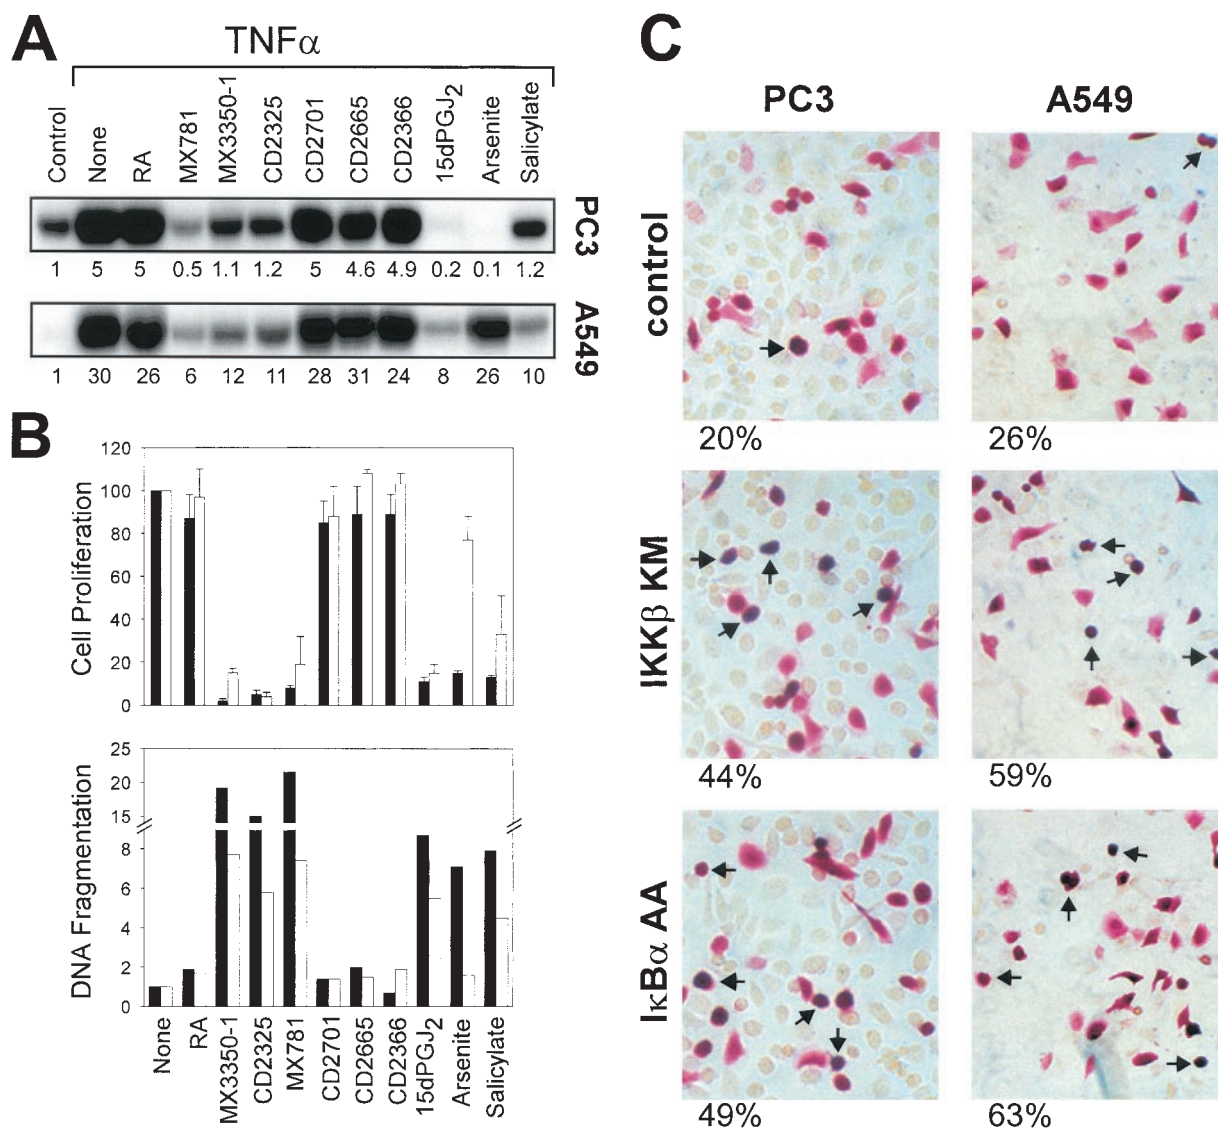 A
TNFα
Control
None
RA
MX781
MX3350-1
CD2325
CD2701
CD2665
CD2366
15dPGJ2
Arsenite
Salicylate
PC3
1 5 5 0.5 1.1 1.2 5 4.6 4.9 0.2 0.1 1.2
A549
1 30 26 6 12 11 28 31 24 8 26 10
B
Cell Proliferation
120
100
80
60
40
20
0
DNA Fragmentation
25
20
15
8
6
4
2
0
None
RA
MX3350-1
CD2325
MX781
CD2701
CD2665
CD2366
15dPGJ2
Arsenite
Salicylate
C
PC3 A549
control
20% 26%
IKKβ KM
44% 59%
IκBα AA
49% 63%